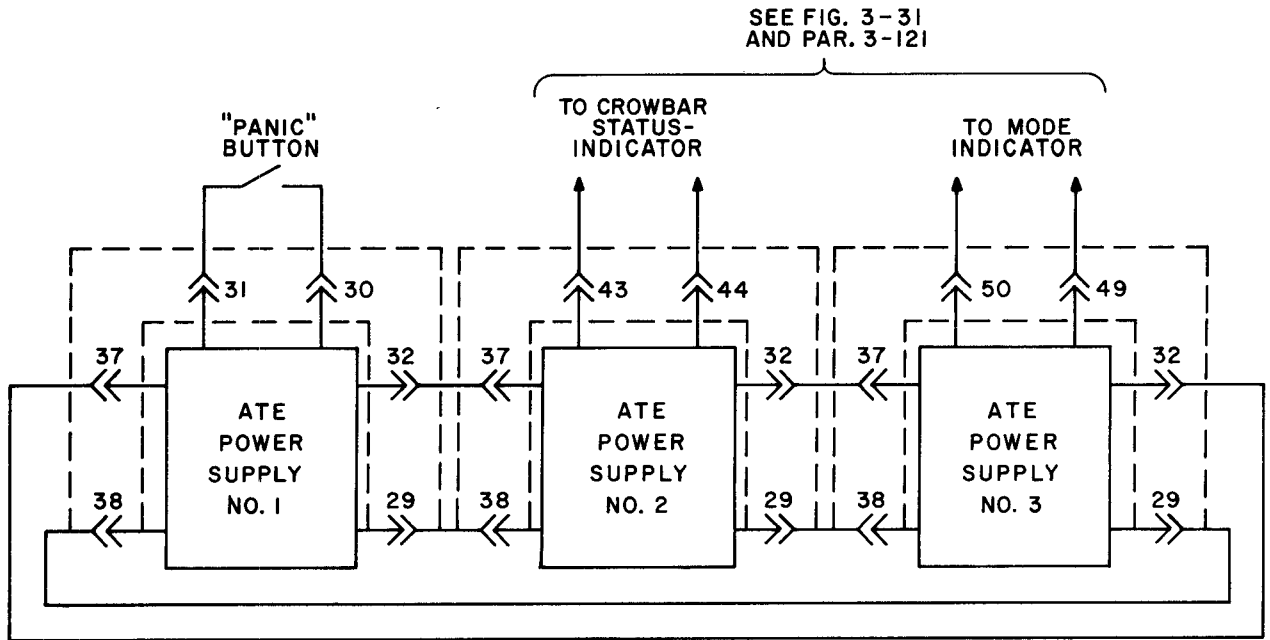 SEE FIG. 3-31
AND PAR. 3-121
"PANIC"
BUTTON
TO CROWBAR
STATUS-
INDICATOR
TO MODE
INDICATOR
31 30 43 44 50 49
37 32 37 32 37 32
ATE
POWER
SUPPLY
NO. 1
ATE
POWER
SUPPLY
NO. 2
ATE
POWER
SUPPLY
NO. 3
38 29 38 29 38 29